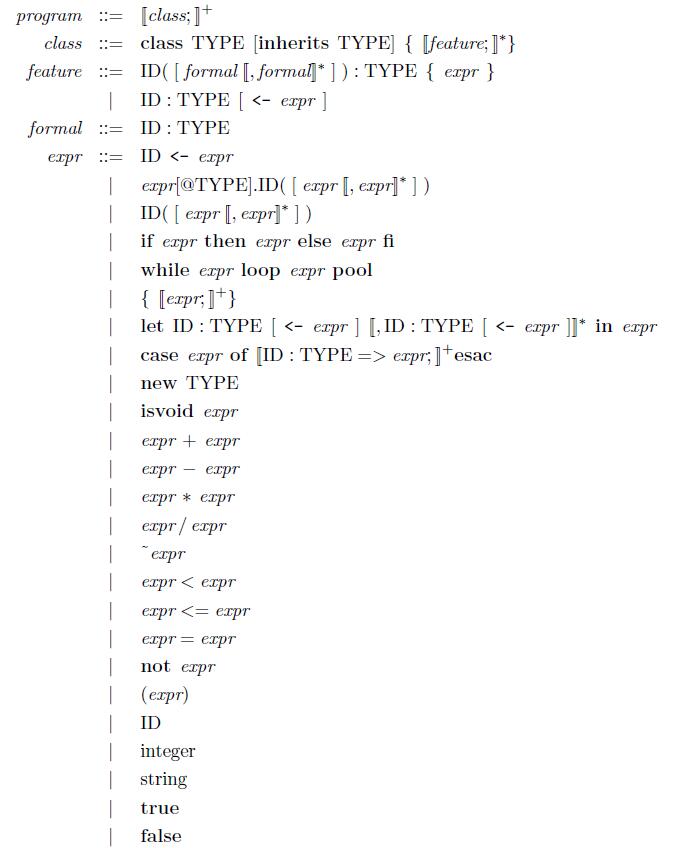 program ::= ⟦class;⟧⁺
class ::= class TYPE [inherits TYPE] { ⟦feature;⟧*}
feature ::= ID( [ formal ⟦,formal⟧* ] ) : TYPE { expr }
| ID : TYPE [ <- expr ]
formal ::= ID : TYPE
expr ::= ID <- expr
| expr[@TYPE].ID( [ expr ⟦, expr⟧* ] )
| ID( [ expr ⟦, expr⟧* ] )
| if expr then expr else expr fi
| while expr loop expr pool
| { ⟦expr;⟧⁺}
| let ID : TYPE [ <- expr ] ⟦,ID : TYPE [ <- expr ]⟧* in expr
| case expr of ⟦ID : TYPE => expr;⟧⁺esac
| new TYPE
| isvoid expr
| expr + expr
| expr − expr
| expr ∗ expr
| expr / expr
| ˜expr
| expr < expr
| expr <= expr
| expr = expr
| not expr
| (expr)
| ID
| integer
| string
| true
| false